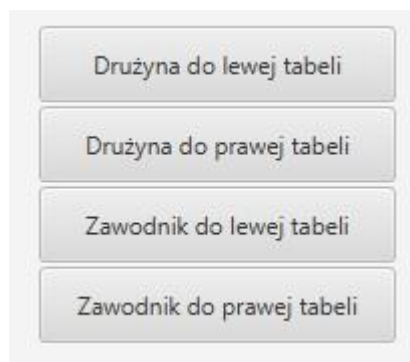 Drużyna do lewej tabeli
Drużyna do prawej tabeli
Zawodnik do lewej tabeli
Zawodnik do prawej tabeli